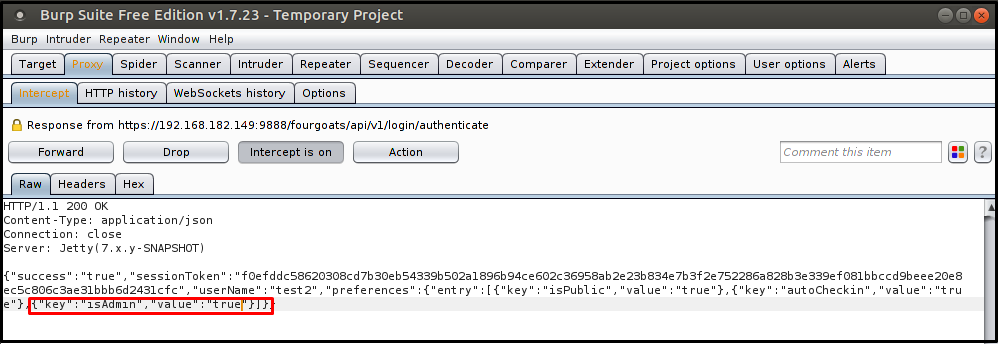 Burp Suite Free Edition v1.7.23 - Temporary Project
Burp Intruder Repeater Window Help
Target Proxy Spider Scanner Intruder Repeater Sequencer Decoder Comparer Extender Project options User options Alerts
Intercept HTTP history WebSockets history Options
Response from https://192.168.182.149:9888/fourgoats/api/v1/login/authenticate
Forward Drop Intercept is on Action Comment this item ?
Raw Headers Hex
HTTP/1.1 200 OK
Content-Type: application/json
Connection: close
Server: Jetty(7.x.y-SNAPSHOT)
{"success":"true","sessionToken":"f0efddc58620308cd7b30eb54339b502a1896b94ce602c36958ab2e23b834e7b3f2e752286a828b3e339ef081bbccd9beee20e8
ec5c806c3ae31bbb6d2431cfc","userName":"test2","preferences":{"entry":[{"key":"isPublic","value":"true"},{"key":"autoCheckin","value":"tru
e"},{"key":"isAdmin","value":"true"}]}}